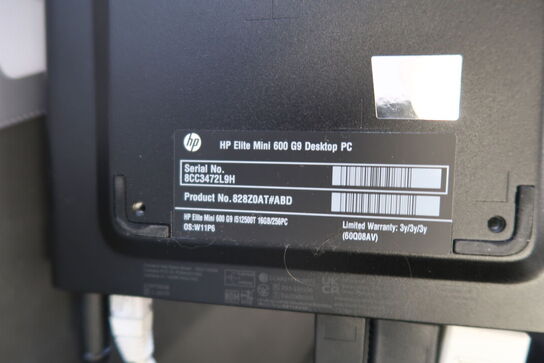 hp HP Elite Mini 600 G9 Desktop PC
Serial No.
8CC3472L9H
Product No.828Z0AT#ABD
HP Elite Mini 600 G9 i512500T 16GB/256PC
OS:W11P6
Limited Warranty: 3y/3y/3y
(60Q08AV)